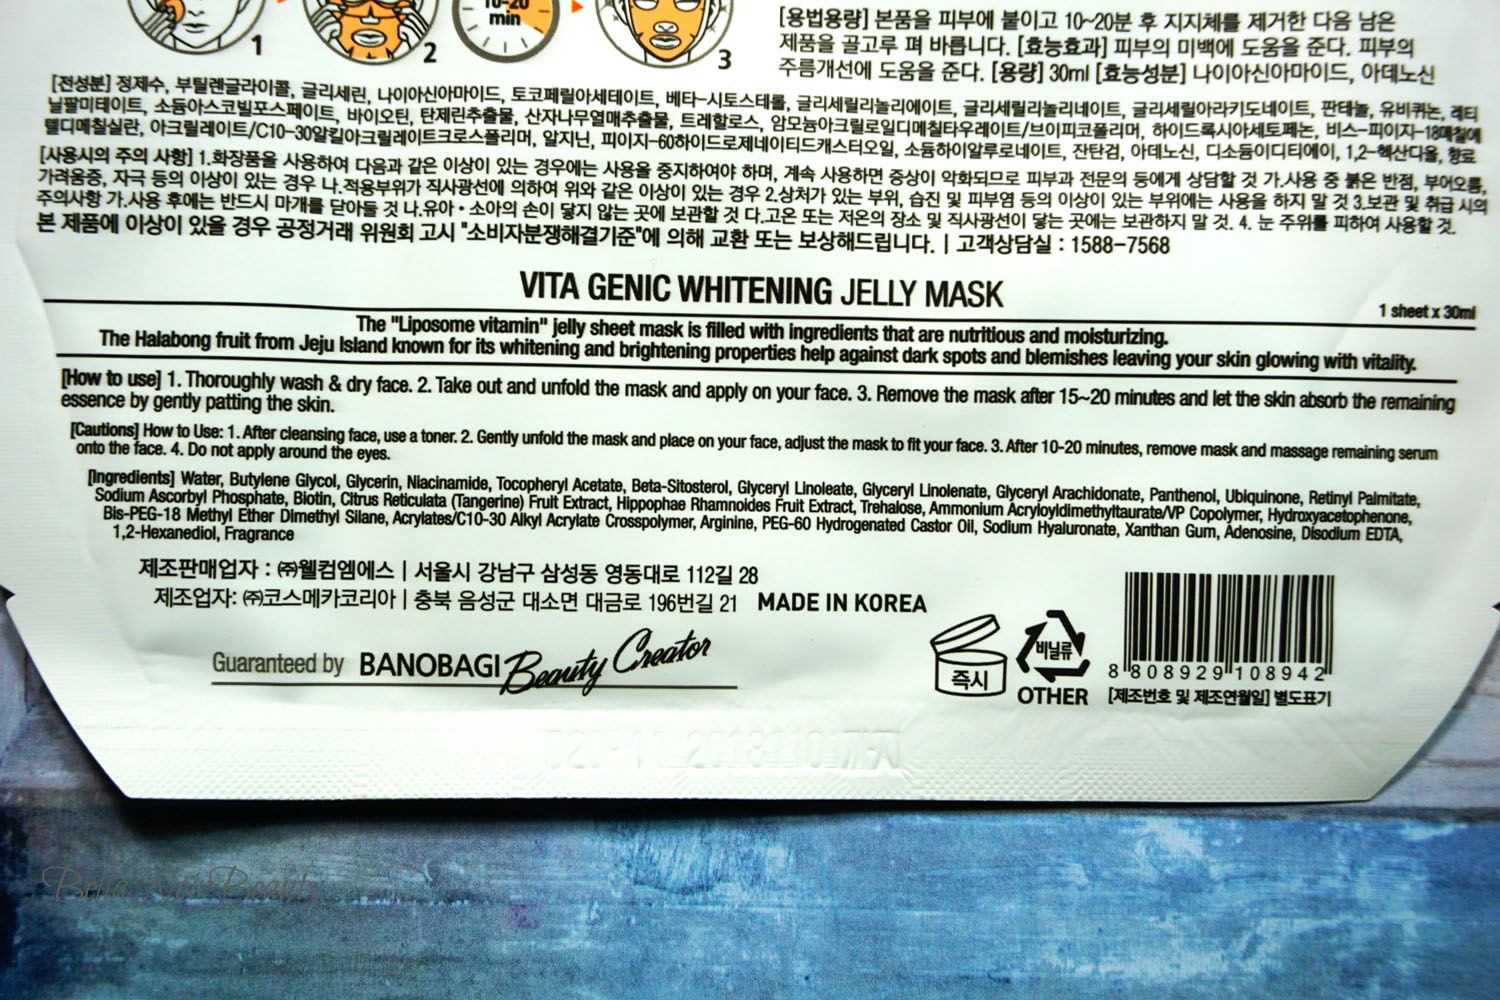 10-20
min
1
2
3
[용법용량] 본품을 피부에 붙이고 10~20분 후 지지체를 제거한 다음 남은
제품을 골고루 펴 바릅니다. [효능효과] 피부의 미백에 도움을 준다. 피부의
주름개선에 도움을 준다. [용량] 30ml [효능성분] 나이아신아마이드, 아데노신
[전성분] 정제수, 부틸렌글라이콜, 글리세린, 나이아신아마이드, 토코페릴아세테이트, 베타-시토스테롤, 글리세릴리놀리에이트, 글리세릴리놀리네이트, 글리세릴아라키도네이트, 판테놀, 유비퀴논, 레티
닐팔미테이트, 소듐아스코빌포스페이트, 바이오틴, 탄제린추출물, 산자나무열매추출물, 트레할로스, 암모늄아크릴로일디메칠타우레이트/브이피코폴리머, 하이드록시아세토페논, 비스-피이지-18메칠에
텔디메칠실란, 아크릴레이트/C10-30알킬아크릴레이트크로스폴리머, 알지닌, 피이지-60하이드로제네이티드캐스터오일, 소듐하이알루로네이트, 잔탄검, 아데노신, 디소듐이디티에이, 1,2-헥산다올, 향료
[사용시의 주의 사항] 1.화장품을 사용하여 다음과 같은 이상이 있는 경우에는 사용을 중지하여야 하며, 계속 사용하면 증상이 악화되므로 피부과 전문의 등에게 상담할 것 가.사용 중 붉은 반점, 부어오름,
가려움증, 자극 등의 이상이 있는 경우 나.적용부위가 직사광선에 의하여 위와 같은 이상이 있는 경우 2.상처가 있는 부위, 습진 및 피부염 등의 이상이 있는 부위에는 사용을 하지 말 것 3.보관 및 취급 시의
주의사항 가.사용 후에는 반드시 마개를 닫아둘 것 나.유아·소아의 손이 닿지 않는 곳에 보관할 것 다.고온 또는 저온의 장소 및 직사광선이 닿는 곳에는 보관하지 말 것. 4. 눈 주위를 피하여 사용할 것.
본 제품에 이상이 있을 경우 공정거래 위원회 고시 "소비자분쟁해결기준"에 의해 교환 또는 보상해드립니다. | 고객상담실 : 1588-7568
VITA GENIC WHITENING JELLY MASK
1 sheet x 30ml
The "Liposome vitamin" jelly sheet mask is filled with ingredients that are nutritious and moisturizing.
The Halabong fruit from Jeju Island known for its whitening and brightening properties help against dark spots and blemishes leaving your skin glowing with vitality.
[How to use] 1. Thoroughly wash & dry face. 2. Take out and unfold the mask and apply on your face. 3. Remove the mask after 15~20 minutes and let the skin absorb the remaining
essence by gently patting the skin.
[Cautions] How to Use: 1. After cleansing face, use a toner. 2. Gently unfold the mask and place on your face, adjust the mask to fit your face. 3. After 10-20 minutes, remove mask and massage remaining serum
onto the face. 4. Do not apply around the eyes.
[Ingredients] Water, Butylene Glycol, Glycerin, Niacinamide, Tocopheryl Acetate, Beta-Sitosterol, Glyceryl Linoleate, Glyceryl Linolenate, Glyceryl Arachidonate, Panthenol, Ubiquinone, Retinyl Palmitate,
Sodium Ascorbyl Phosphate, Biotin, Citrus Reticulata (Tangerine) Fruit Extract, Hippophae Rhamnoides Fruit Extract, Trehalose, Ammonium Acryloyldimethyltaurate/VP Copolymer, Hydroxyacetophenone,
Bis-PEG-18 Methyl Ether Dimethyl Silane, Acrylates/C10-30 Alkyl Acrylate Crosspolymer, Arginine, PEG-60 Hydrogenated Castor Oil, Sodium Hyaluronate, Xanthan Gum, Adenosine, Disodium EDTA,
1,2-Hexanediol, Fragrance
제조판매업자 : ㈜웰컴엠에스 | 서울시 강남구 삼성동 영동대로 112길 28
제조업자: ㈜코스메카코리아 | 충북 음성군 대소면 대금로 196번길 21 MADE IN KOREA
Guaranteed by BANOBAGI Beauty Creator
즉시
비닐류
OTHER
8 808929 108942
[제조번호 및 제조연월일] 별도표기
Bella Noir Beauty